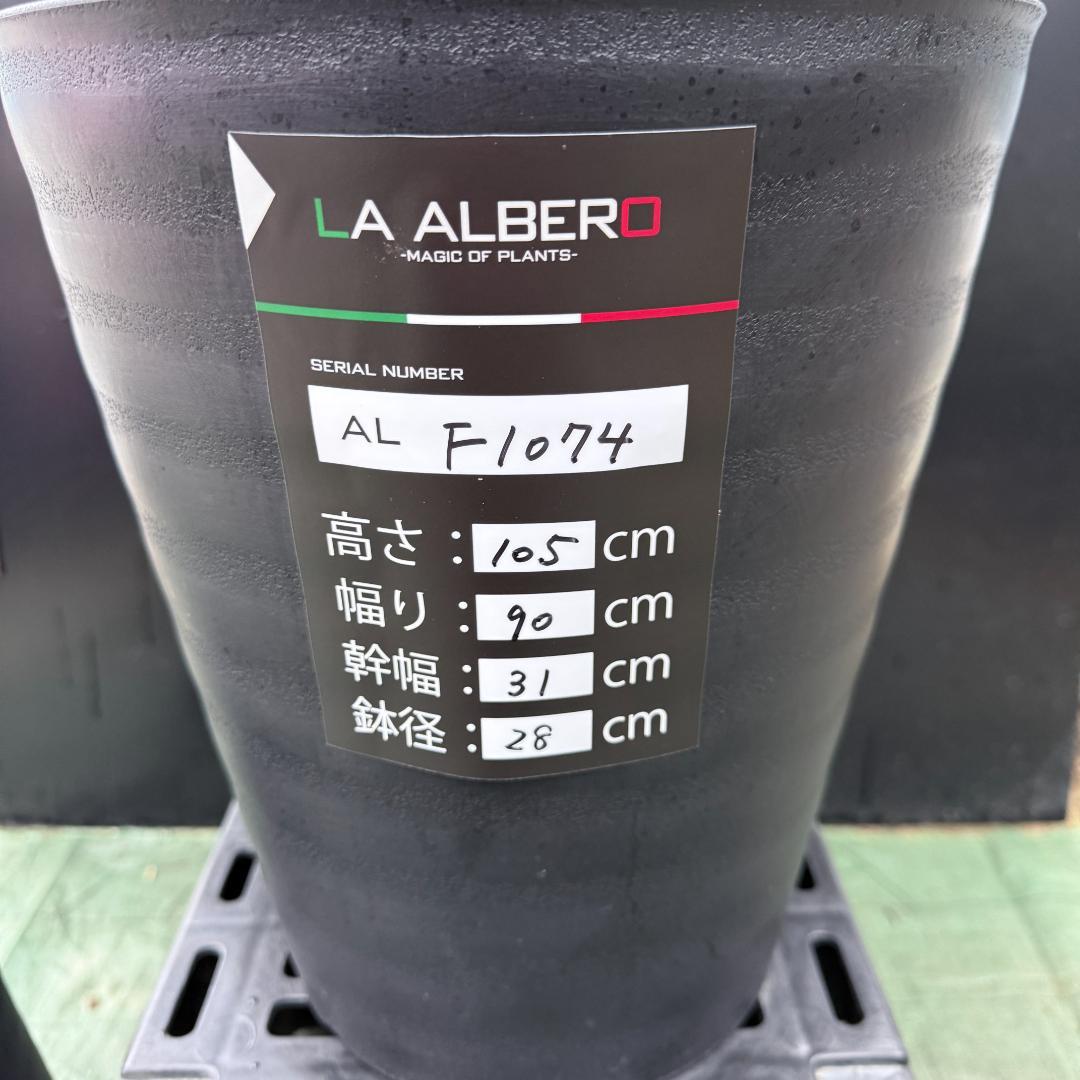 LA ALBERO
-MAGIC OF PLANTS-
SERIAL NUMBER
AL F1074
高さ：105 cm
幅り：90 cm
幹幅：31 cm
鉢径：28 cm